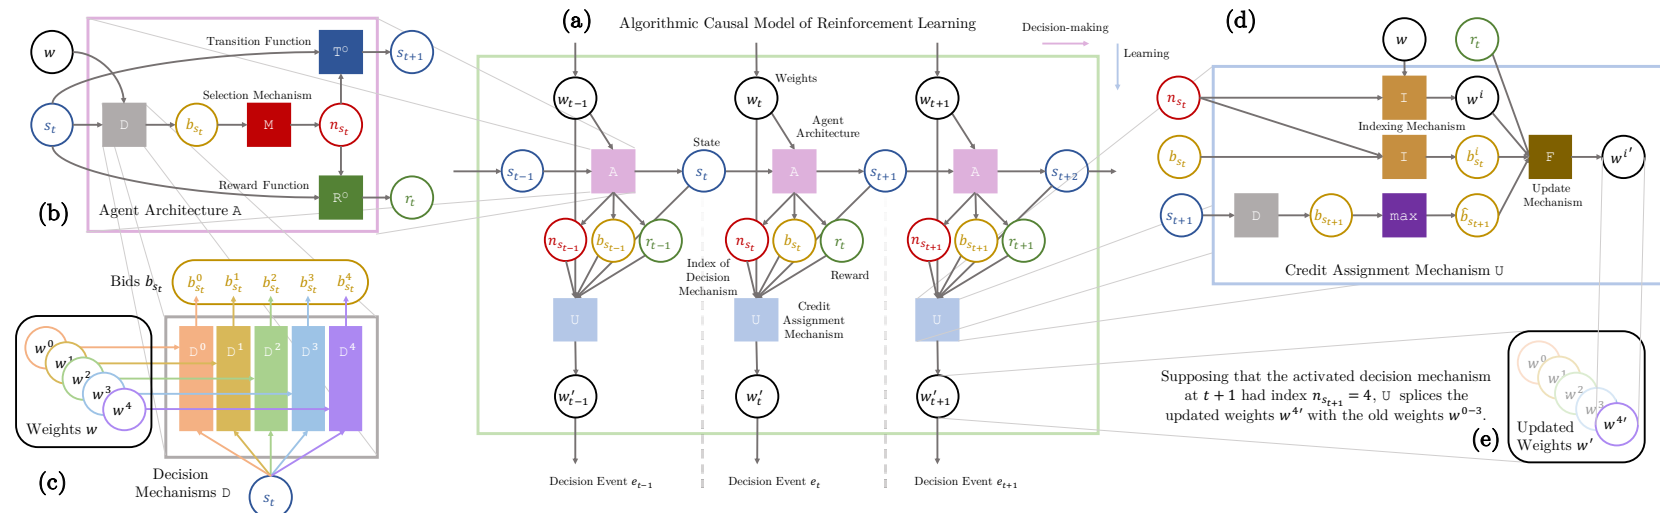 (a)
Algorithmic Causal Model of Reinforcement Learning
Decision-making
Learning
w_{t−1}
Weights
w_t
w_{t+1}
Agent
Architecture
State
s_{t−1}
A
s_t
A
s_{t+1}
A
s_{t+2}
n_{s_{t−1}}
b_{s_{t−1}}
r_{t−1}
n_{s_t}
b_{s_t}
r_t
n_{s_{t+1}}
b_{s_{t+1}}
r_{t+1}
Index of
Decision
Mechanism
Reward
U
U
U
Credit
Assignment
Mechanism
w′_{t−1}
w′_t
w′_{t+1}
Decision Event e_{t−1}
Decision Event e_t
Decision Event e_{t+1}
(b)
w
Transition Function
T^O
s_{t+1}
Selection Mechanism
s_t
D
b_{s_t}
M
n_{s_t}
Reward Function
R^O
r_t
Agent Architecture A
(c)
Bids b_{s_t}
b^0_{s_t}
b^1_{s_t}
b^2_{s_t}
b^3_{s_t}
b^4_{s_t}
D^0
D^1
D^2
D^3
D^4
w^0
w^1
w^2
w^3
w^4
Weights w
Decision
Mechanisms D
s_t
(d)
w
r_t
n_{s_t}
I
w^i
Indexing Mechanism
b_{s_t}
I
b^i_{s_t}
F
w^{i′}
Update
Mechanism
s_{t+1}
D
b_{s_{t+1}}
max
b̂_{s_{t+1}}
Credit Assignment Mechanism U
(e)
Supposing that the activated decision mechanism
at t + 1 had index n_{s_{t+1}} = 4, U splices the
updated weights w^{4′} with the old weights w^{0−3}.
w^0
w^1
w^2
w^3
w^{4′}
Updated
Weights w′